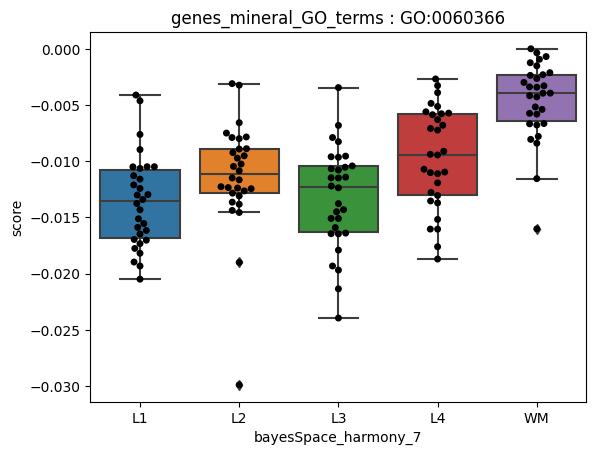 genes_mineral_GO_terms : GO:0060366
0.000
−0.005
−0.010
−0.015
−0.020
−0.025
−0.030
score
L1 L2 L3 L4 WM
bayesSpace_harmony_7